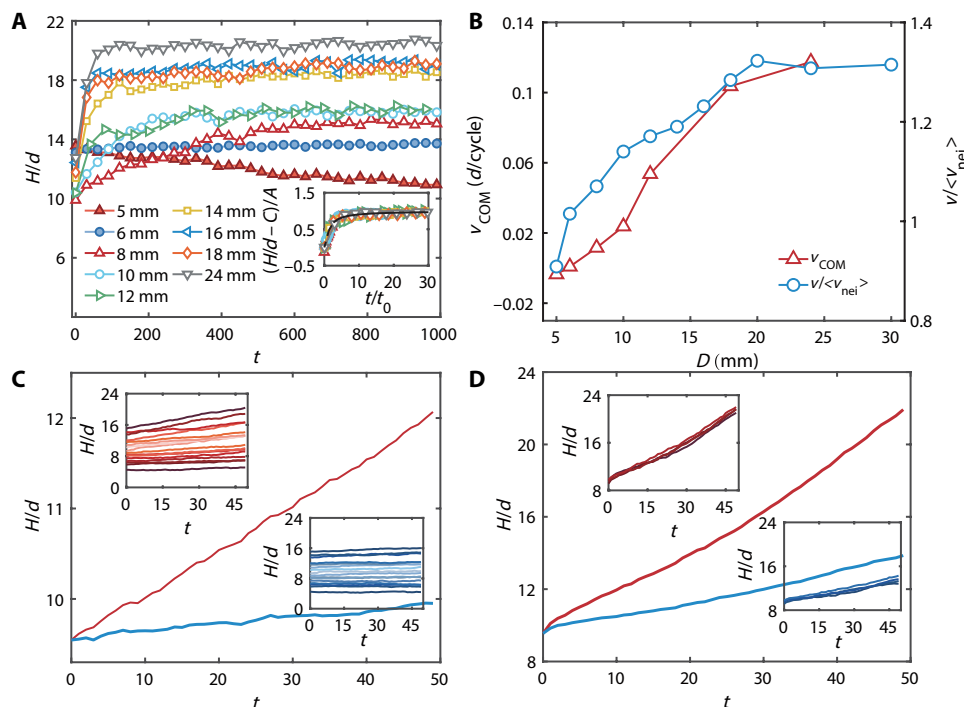 A
H/d
22
18
14
10
6
0 200 400 600 800 1000
t
5 mm
6 mm
8 mm
10 mm
12 mm
14 mm
16 mm
18 mm
24 mm
(H/d – C)/A
1.5
0.5
−0.5
0 10 20 30
t/t0
B
vCOM (d/cycle)
0.14
0.10
0.06
0.02
−0.02
5 10 15 20 25 30
D (mm)
v/<vnei>
1.4
1.2
1
0.8
vCOM
v/<vnei>
C
H/d
12
11
10
9
0 10 20 30 40 50
t
H/d
24
16
8
0
0 15 30 45
t
H/d
24
16
8
0
0 15 30 45
t
D
H/d
24
22
20
18
16
14
12
10
8
0 10 20 30 40 50
t
H/d
24
16
8
0 15 30 45
t
H/d
24
16
8
0 15 30 45
t